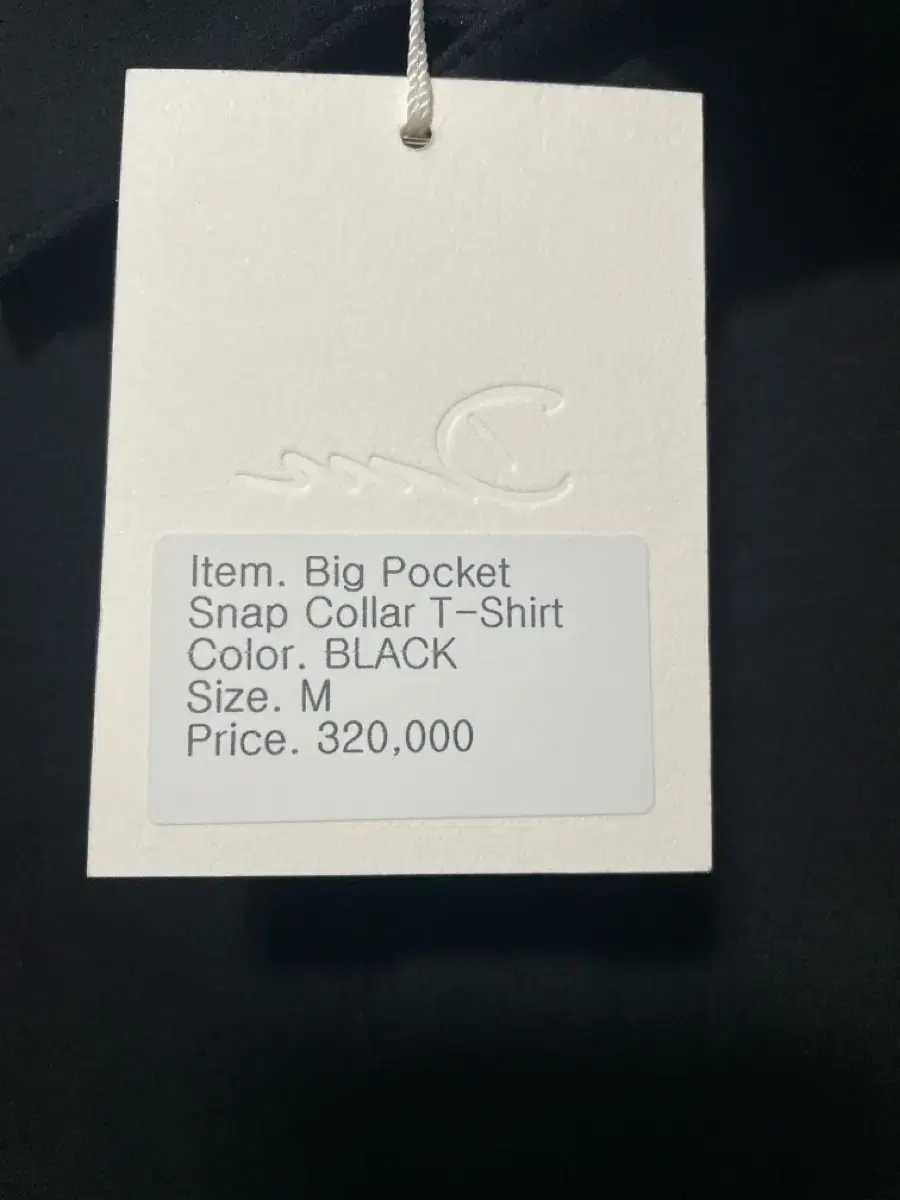 Item. Big Pocket
Snap Collar T-Shirt
Color. BLACK
Size. M
Price. 320,000